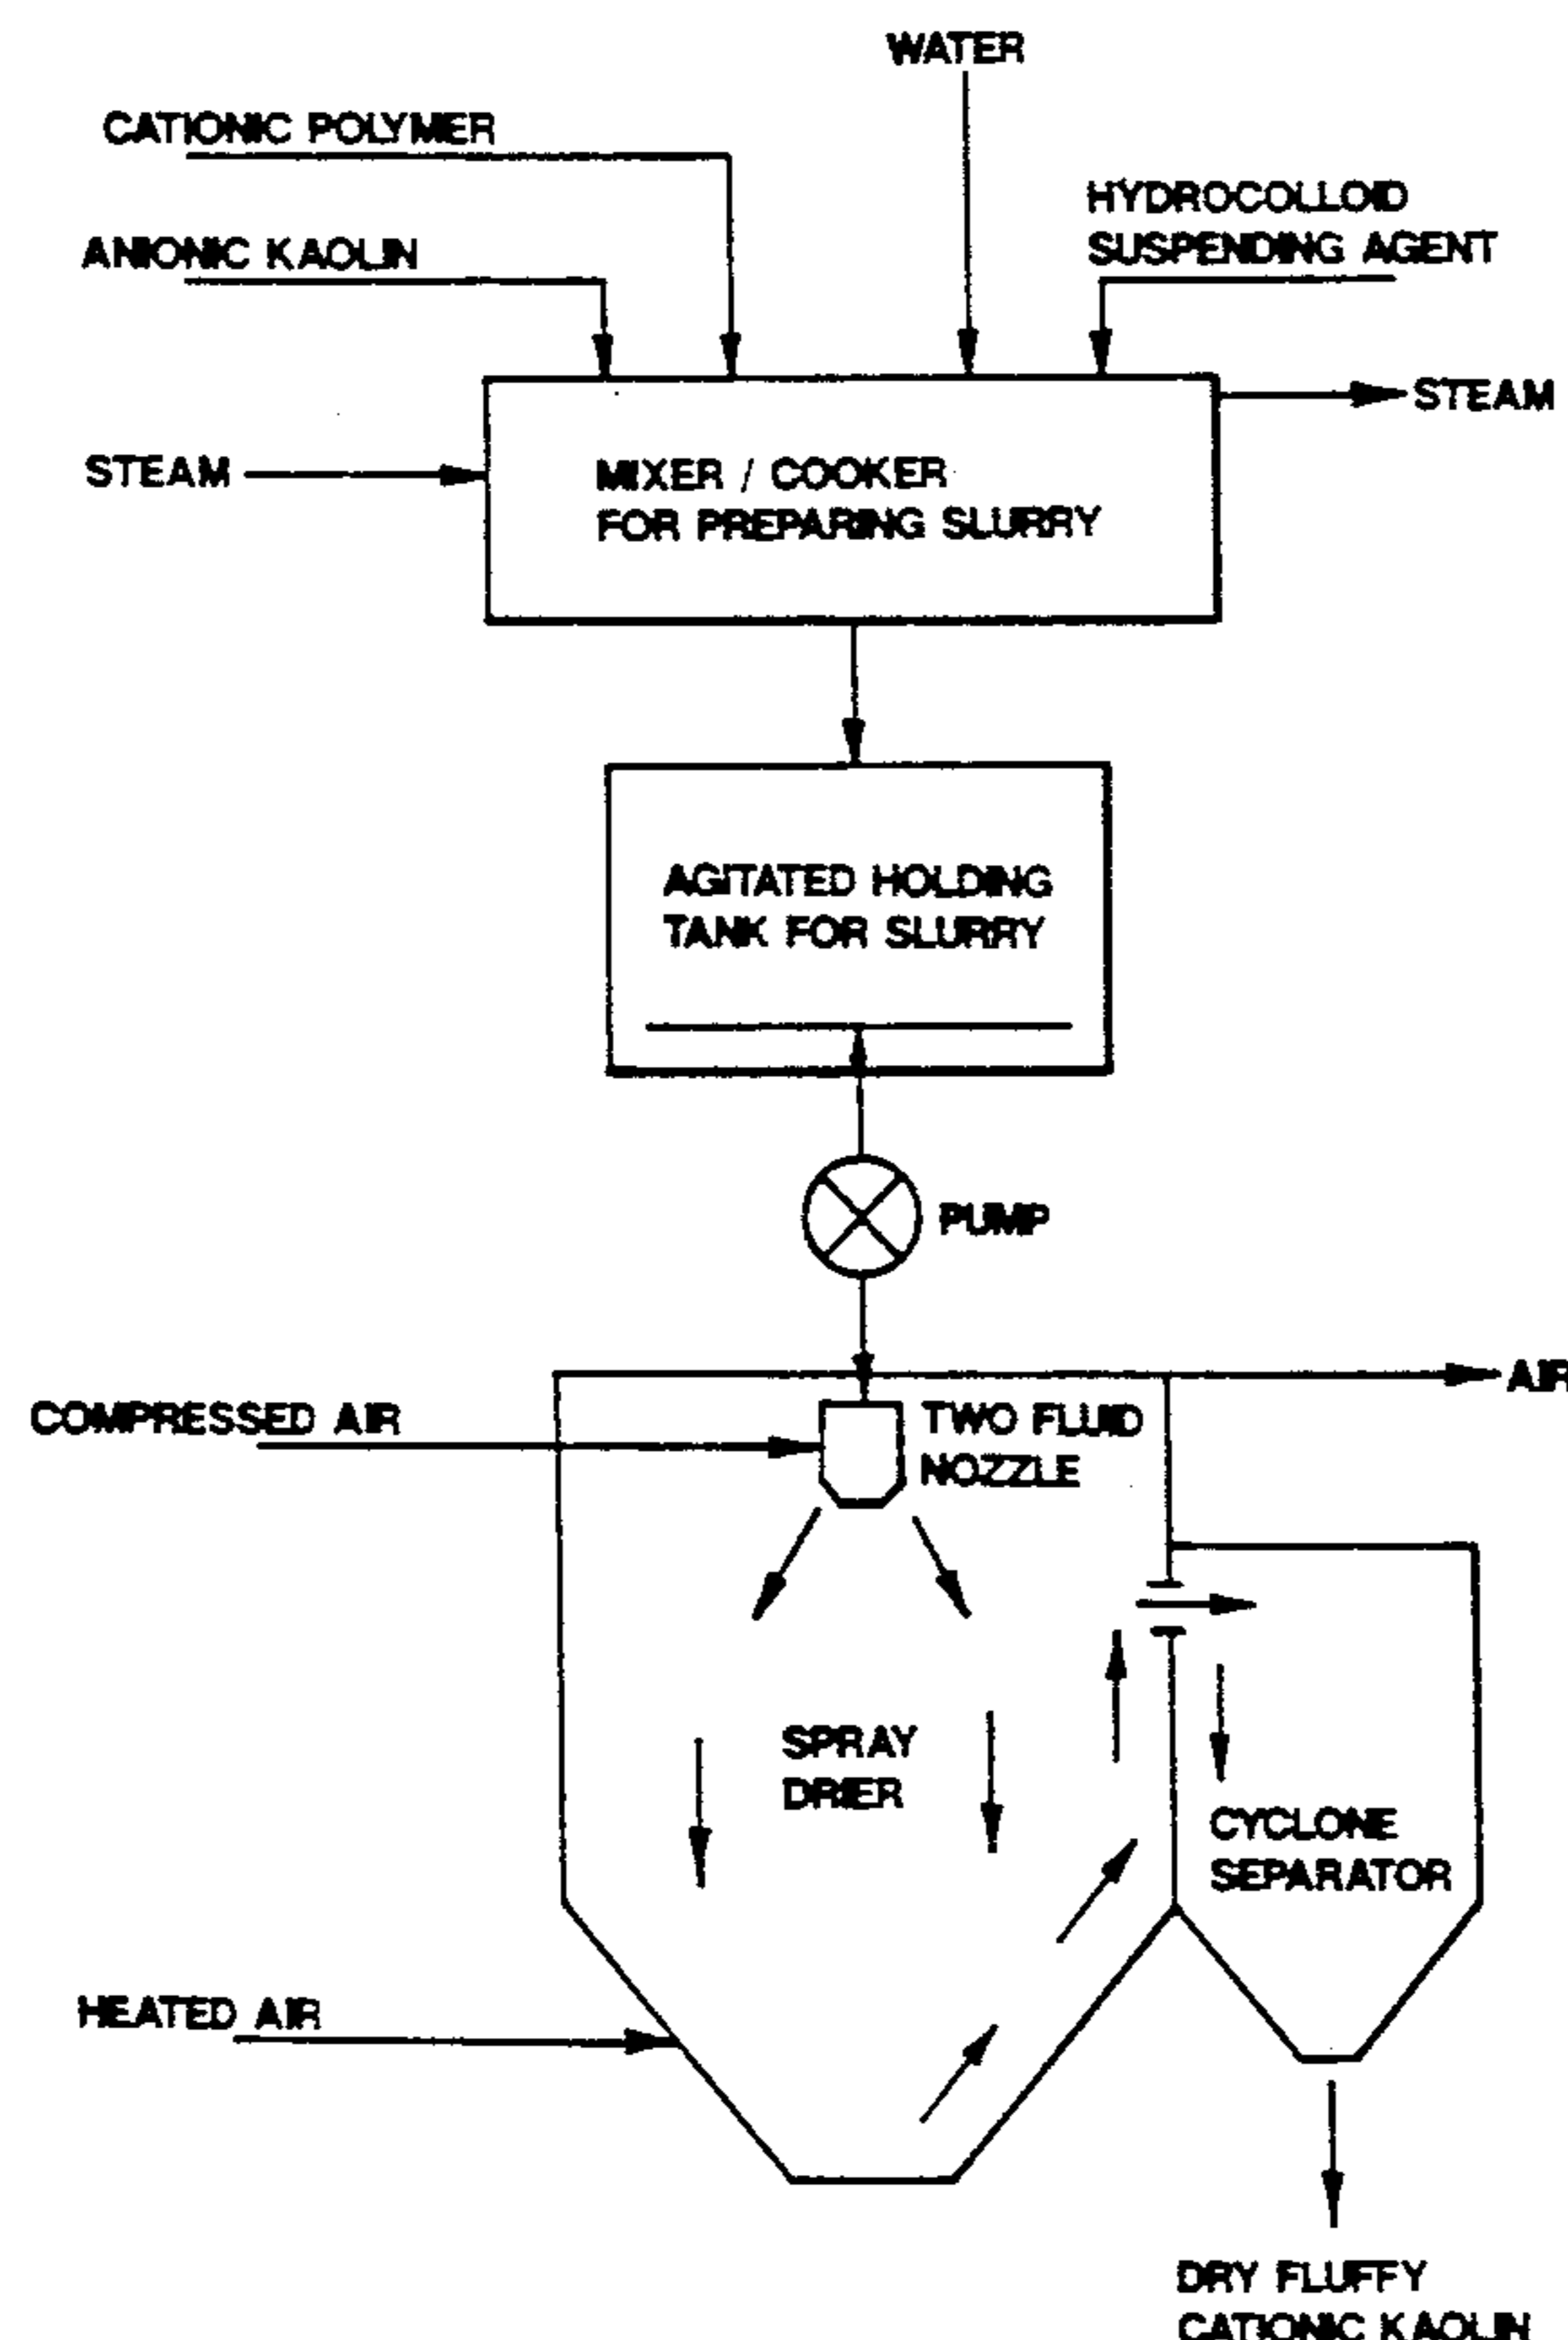 WATER
CATIONIC POLYMER
HYDROCOLLOID
SUSPENDING AGENT
ANIONIC KAOLIN
STEAM
STEAM
MIXER / COOKER
FOR PREPARING SLURRY
AGITATED HOLDING
TANK FOR SLURRY
PUMP
AIR
COMPRESSED AIR
TWO FLUID
NOZZLE
SPRAY
DRIER
CYCLONE
SEPARATOR
HEATED AIR
DRY FLUFFY
CATIONIC KAOLIN